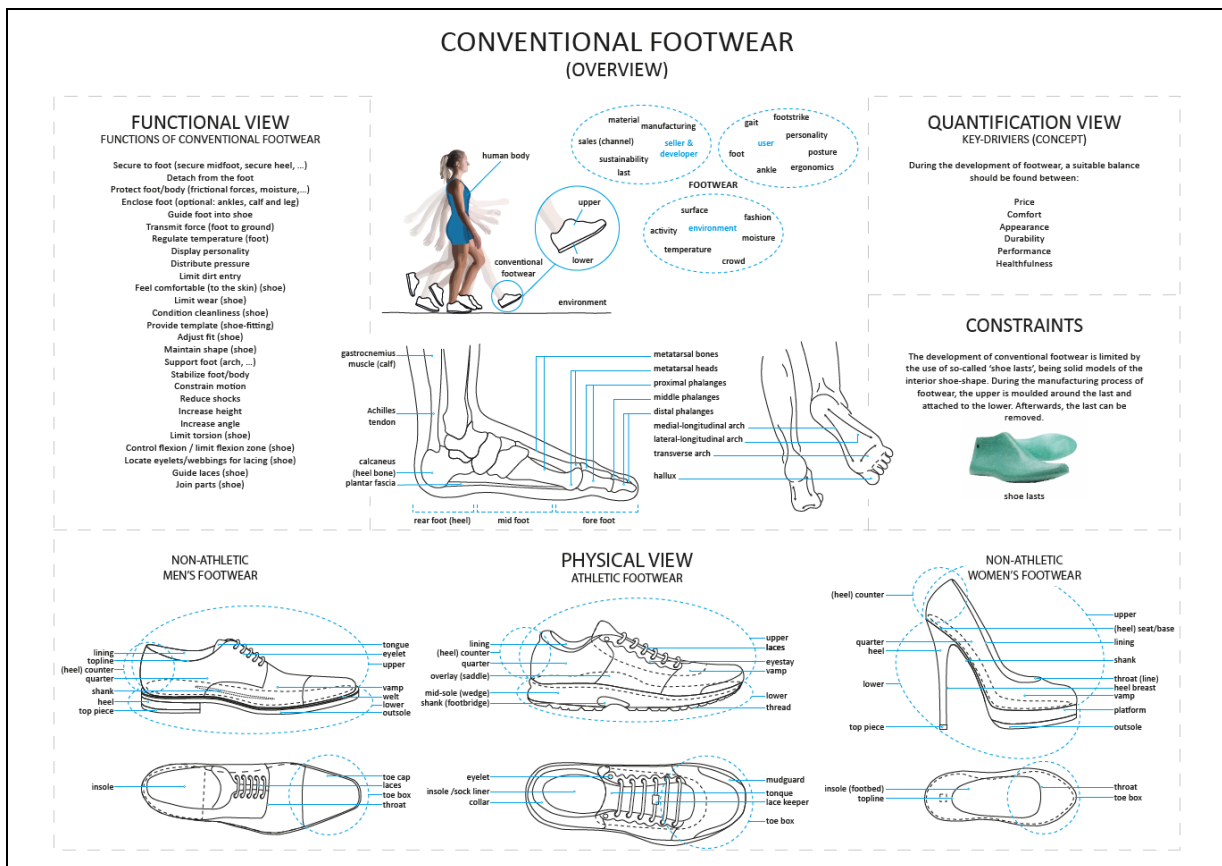 CONVENTIONAL FOOTWEAR
(OVERVIEW)
FUNCTIONAL VIEW
FUNCTIONS OF CONVENTIONAL FOOTWEAR
Secure to foot (secure midfoot, secure heel, ...)
Detach from the foot
Protect foot/body (frictional forces, moisture,...)
Enclose foot (optional: ankles, calf and leg)
Guide foot into shoe
Transmit force (foot to ground)
Regulate temperature (foot)
Display personality
Distribute pressure
Limit dirt entry
Feel comfortable (to the skin) (shoe)
Limit wear (shoe)
Condition cleanliness (shoe)
Provide template (shoe-fitting)
Adjust fit (shoe)
Maintain shape (shoe)
Support foot (arch, ...)
Stabilize foot/body
Constrain motion
Reduce shocks
Increase height
Increase angle
Limit torsion (shoe)
Control flexion / limit flexion zone (shoe)
Locate eyelets/webbings for lacing (shoe)
Guide laces (shoe)
Join parts (shoe)
human body
upper
lower
conventional
footwear
environment
material
manufacturing
sales (channel)
seller &
developer
sustainability
last
gait
footstrike
personality
user
foot
posture
ankle
ergonomics
FOOTWEAR
surface
fashion
activity
environment
moisture
temperature
crowd
gastrocnemius
muscle (calf)
Achilles
tendon
calcaneus
(heel bone)
plantar fascia
rear foot (heel)
mid foot
fore foot
metatarsal bones
metatarsal heads
proximal phalanges
middle phalanges
distal phalanges
medial-longitudinal arch
lateral-longitudinal arch
transverse arch
hallux
QUANTIFICATION VIEW
KEY-DRIVIERS (CONCEPT)
During the development of footwear, a suitable balance
should be found between:
Price
Comfort
Appearance
Durability
Performance
Healthfulness
CONSTRAINTS
The development of conventional footwear is limited by
the use of so-called 'shoe lasts', being solid models of the
interior shoe-shape. During the manufacturing process of
footwear, the upper is moulded around the last and
attached to the lower. Afterwards, the last can be
removed.
shoe lasts
NON-ATHLETIC
MEN'S FOOTWEAR
lining
topline
(heel) counter
quarter
shank
heel
top piece
tongue
eyelet
upper
vamp
welt
lower
outsole
insole
toe cap
laces
toe box
throat
PHYSICAL VIEW
ATHLETIC FOOTWEAR
lining
(heel) counter
quarter
overlay (saddle)
mid-sole (wedge)
shank (footbridge)
upper
laces
eyestay
vamp
lower
thread
eyelet
insole /sock liner
collar
mudguard
tonque
lace keeper
toe box
NON-ATHLETIC
WOMEN'S FOOTWEAR
(heel) counter
quarter
heel
lower
top piece
upper
(heel) seat/base
lining
shank
throat (line)
heel breast
vamp
platform
outsole
insole (footbed)
topline
throat
toe box